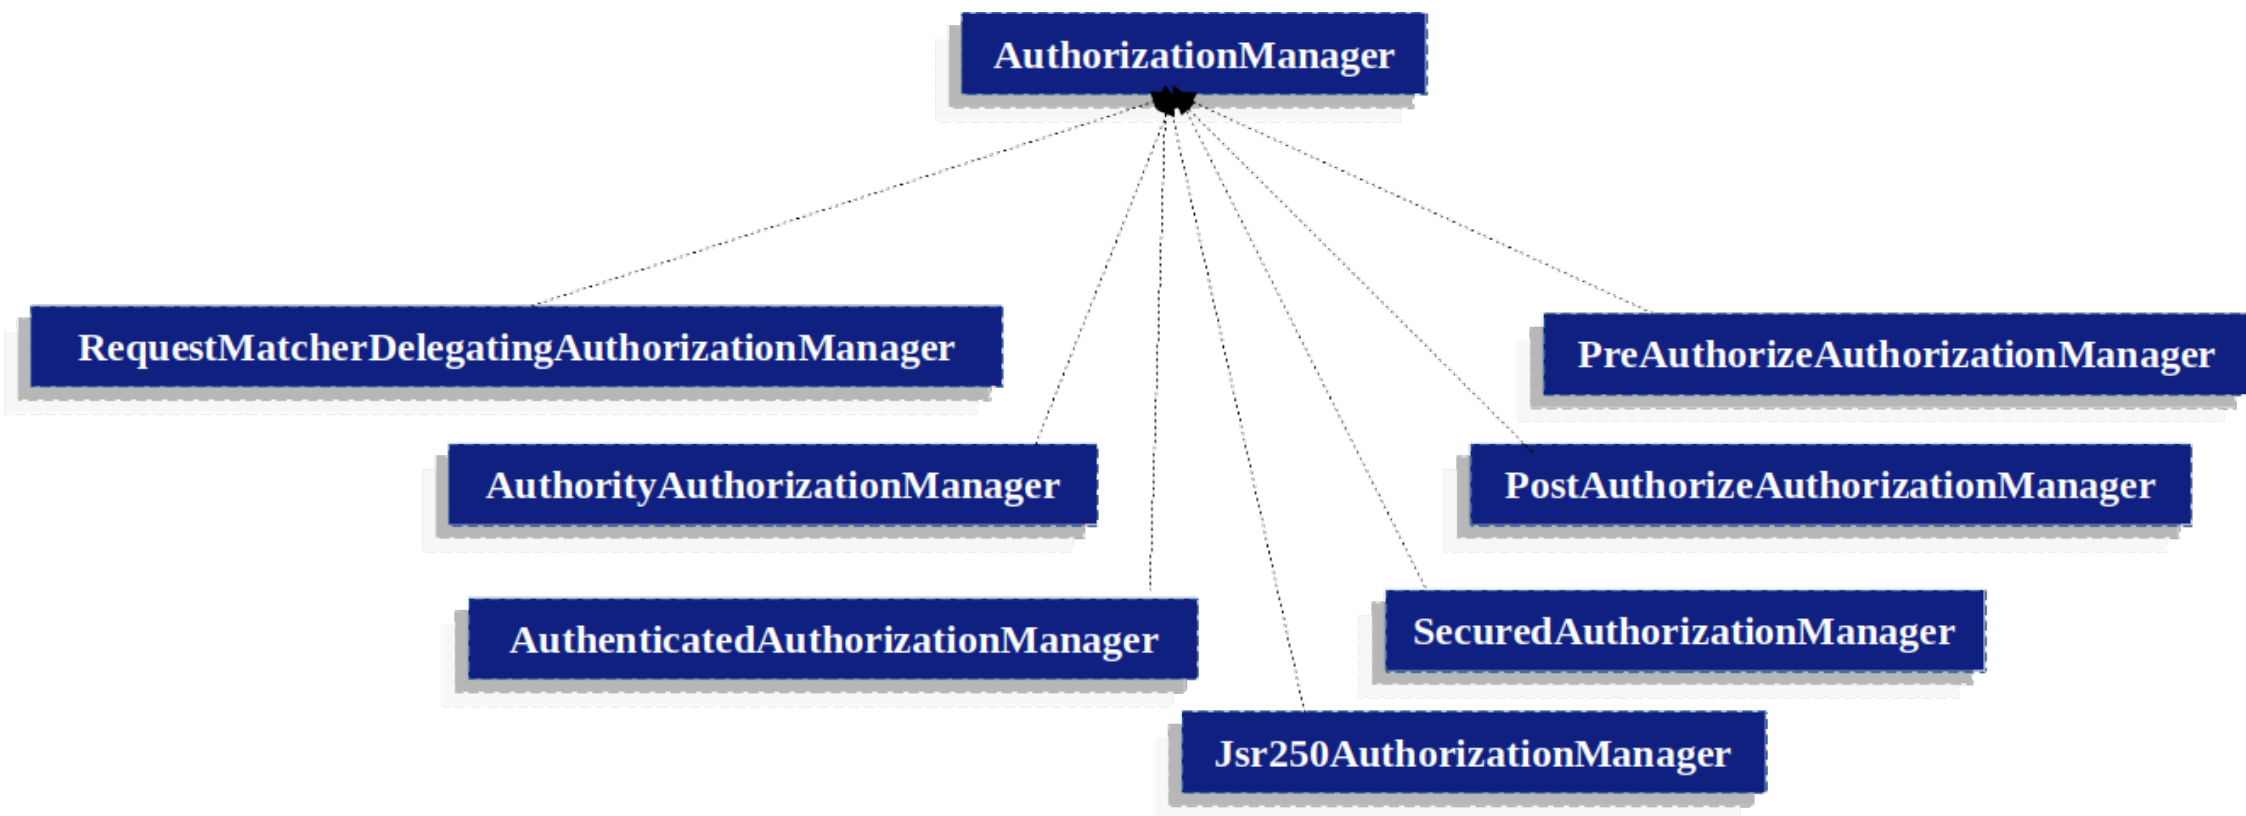 AuthorizationManager
RequestMatcherDelegatingAuthorizationManager
PreAuthorizeAuthorizationManager
AuthorityAuthorizationManager
PostAuthorizeAuthorizationManager
AuthenticatedAuthorizationManager
SecuredAuthorizationManager
Jsr250AuthorizationManager